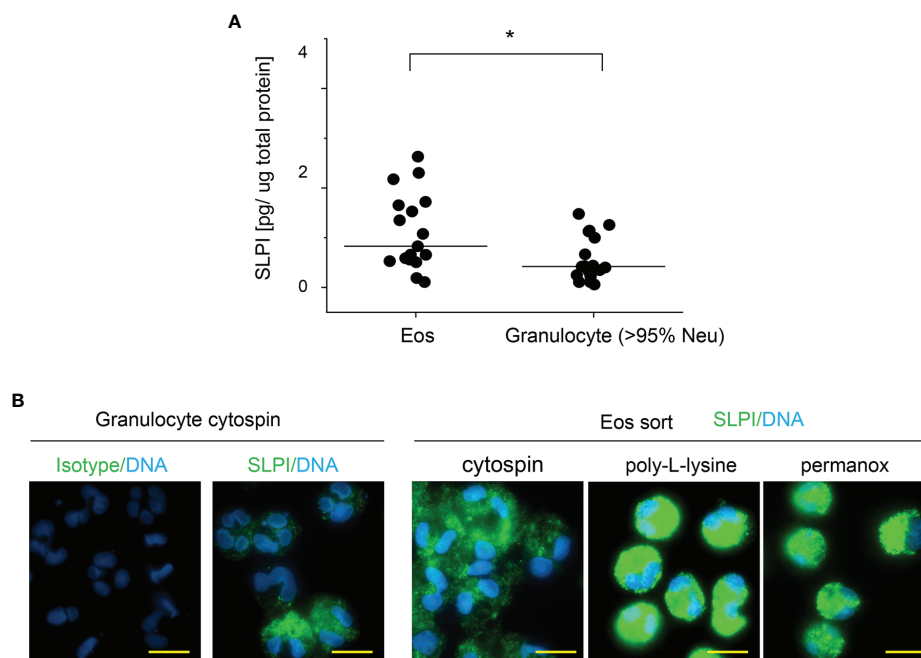 A
*
SLPI [pg/ ug total protein]
4
2
0
Eos Granulocyte (>95% Neu)
B
Granulocyte cytospin Eos sort SLPI/DNA
Isotype/DNA SLPI/DNA cytospin poly-L-lysine permanox